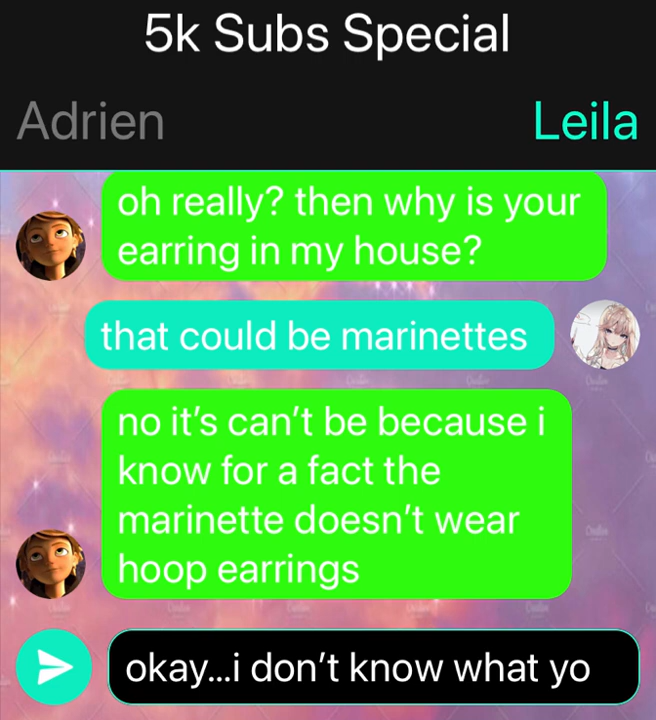 5k Subs Special
Adrien
Leila
oh really? then why is your
earring in my house?
that could be marinettes
no it's can't be because i
know for a fact the
marinette doesn't wear
hoop earrings
okay...i don't know what yo